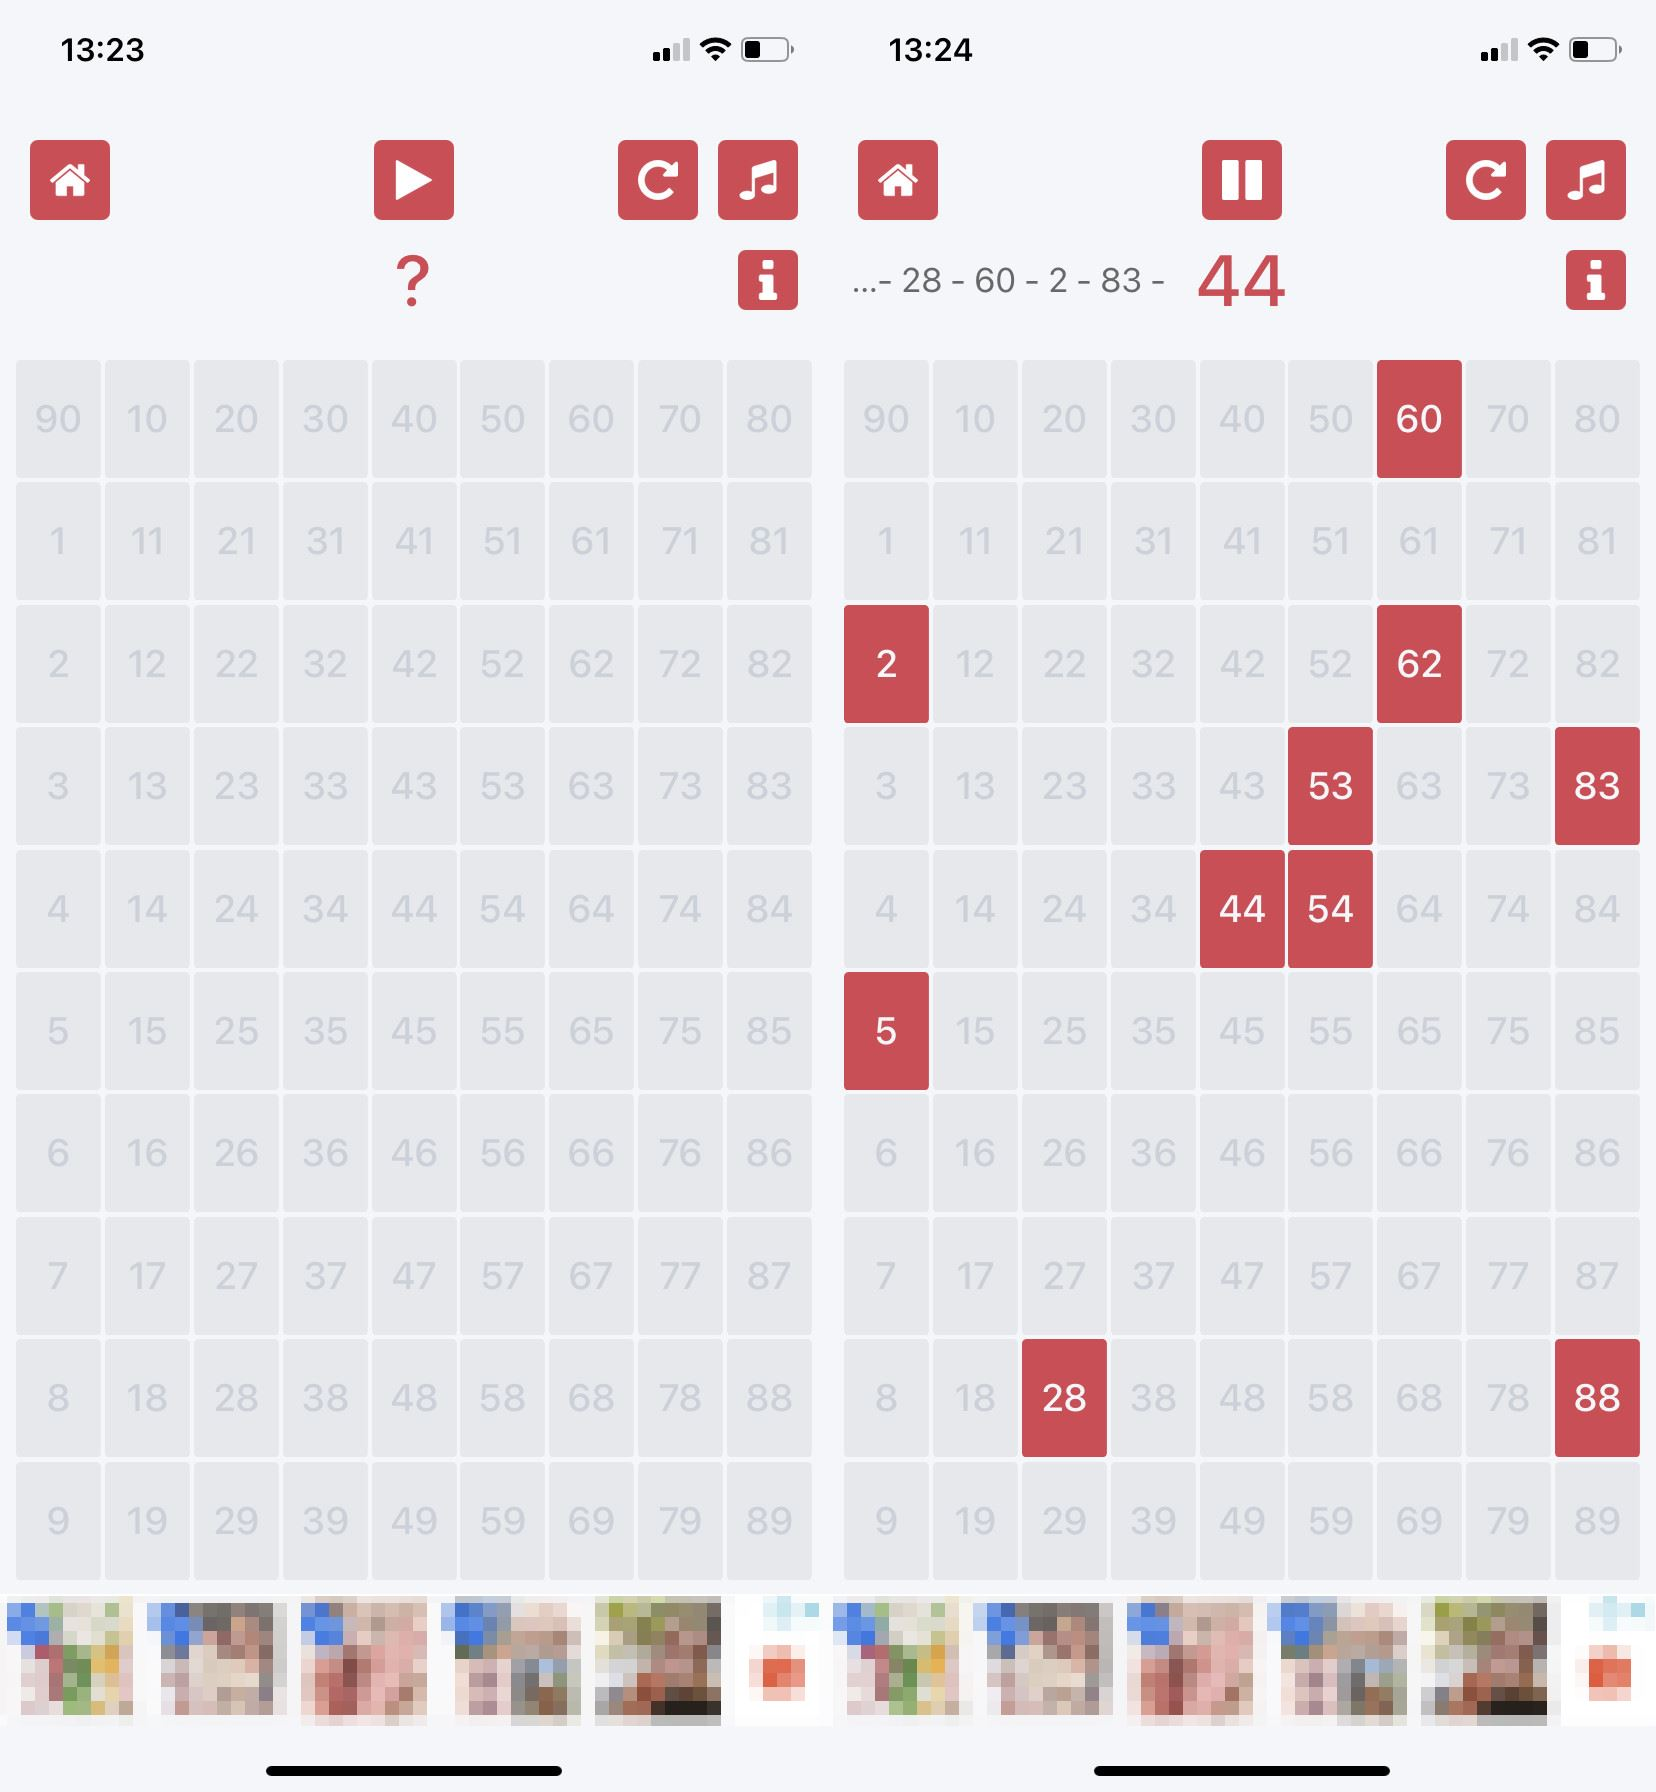 13:23
?
90 10 20 30 40 50 60 70 80
1 11 21 31 41 51 61 71 81
2 12 22 32 42 52 62 72 82
3 13 23 33 43 53 63 73 83
4 14 24 34 44 54 64 74 84
5 15 25 35 45 55 65 75 85
6 16 26 36 46 56 66 76 86
7 17 27 37 47 57 67 77 87
8 18 28 38 48 58 68 78 88
9 19 29 39 49 59 69 79 89
13:24
...- 28 - 60 - 2 - 83 - 44
90 10 20 30 40 50 60 70 80
1 11 21 31 41 51 61 71 81
2 12 22 32 42 52 62 72 82
3 13 23 33 43 53 63 73 83
4 14 24 34 44 54 64 74 84
5 15 25 35 45 55 65 75 85
6 16 26 36 46 56 66 76 86
7 17 27 37 47 57 67 77 87
8 18 28 38 48 58 68 78 88
9 19 29 39 49 59 69 79 89